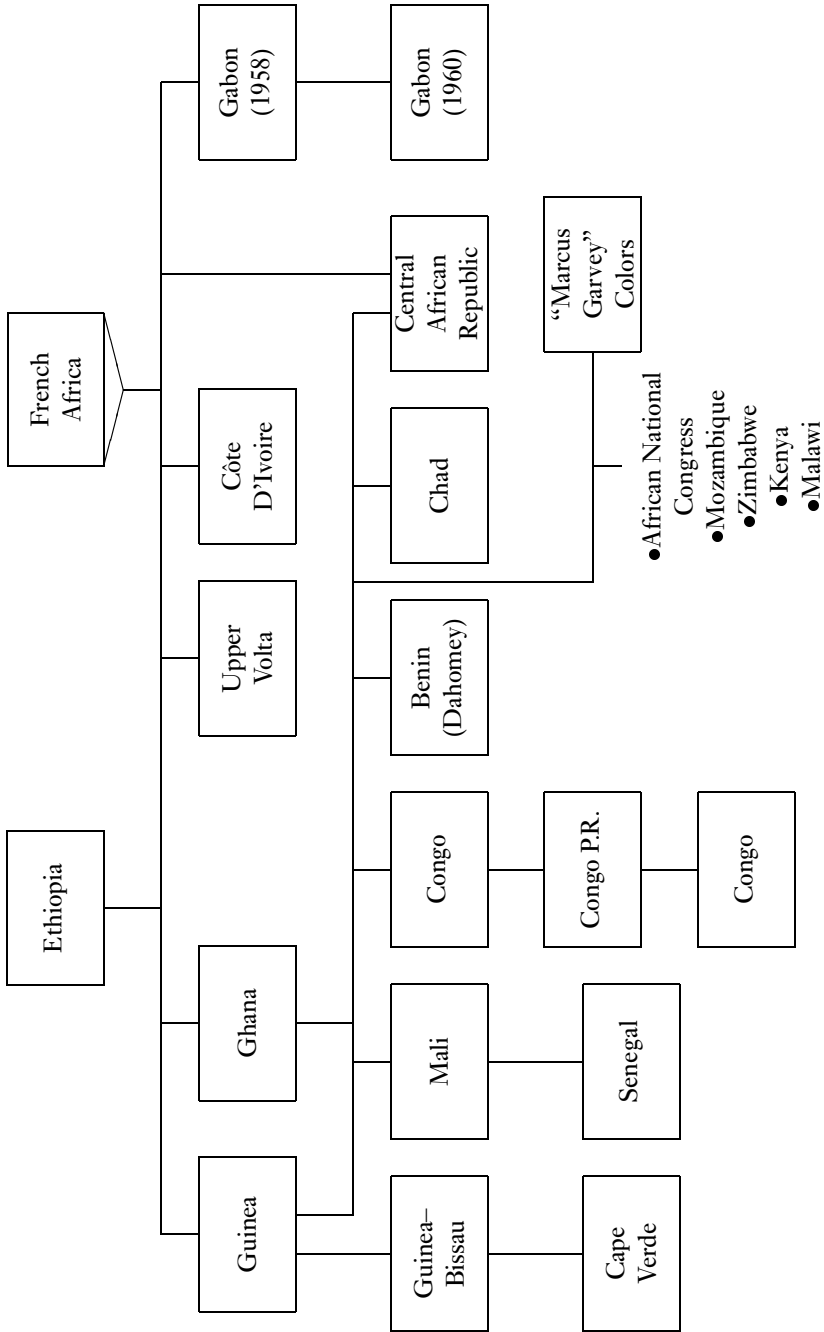 Ethiopia
French
Africa
Guinea
Ghana
Upper
Volta
Côte
D'Ivoire
Gabon
(1958)
Guinea–
Bissau
Mali
Congo
Benin
(Dahomey)
Chad
Central
African
Republic
Gabon
(1960)
Cape
Verde
Senegal
Congo P.R.
Congo
“Marcus
Garvey”
Colors
●African National
Congress
●Mozambique
●Zimbabwe
●Kenya
●Malawi